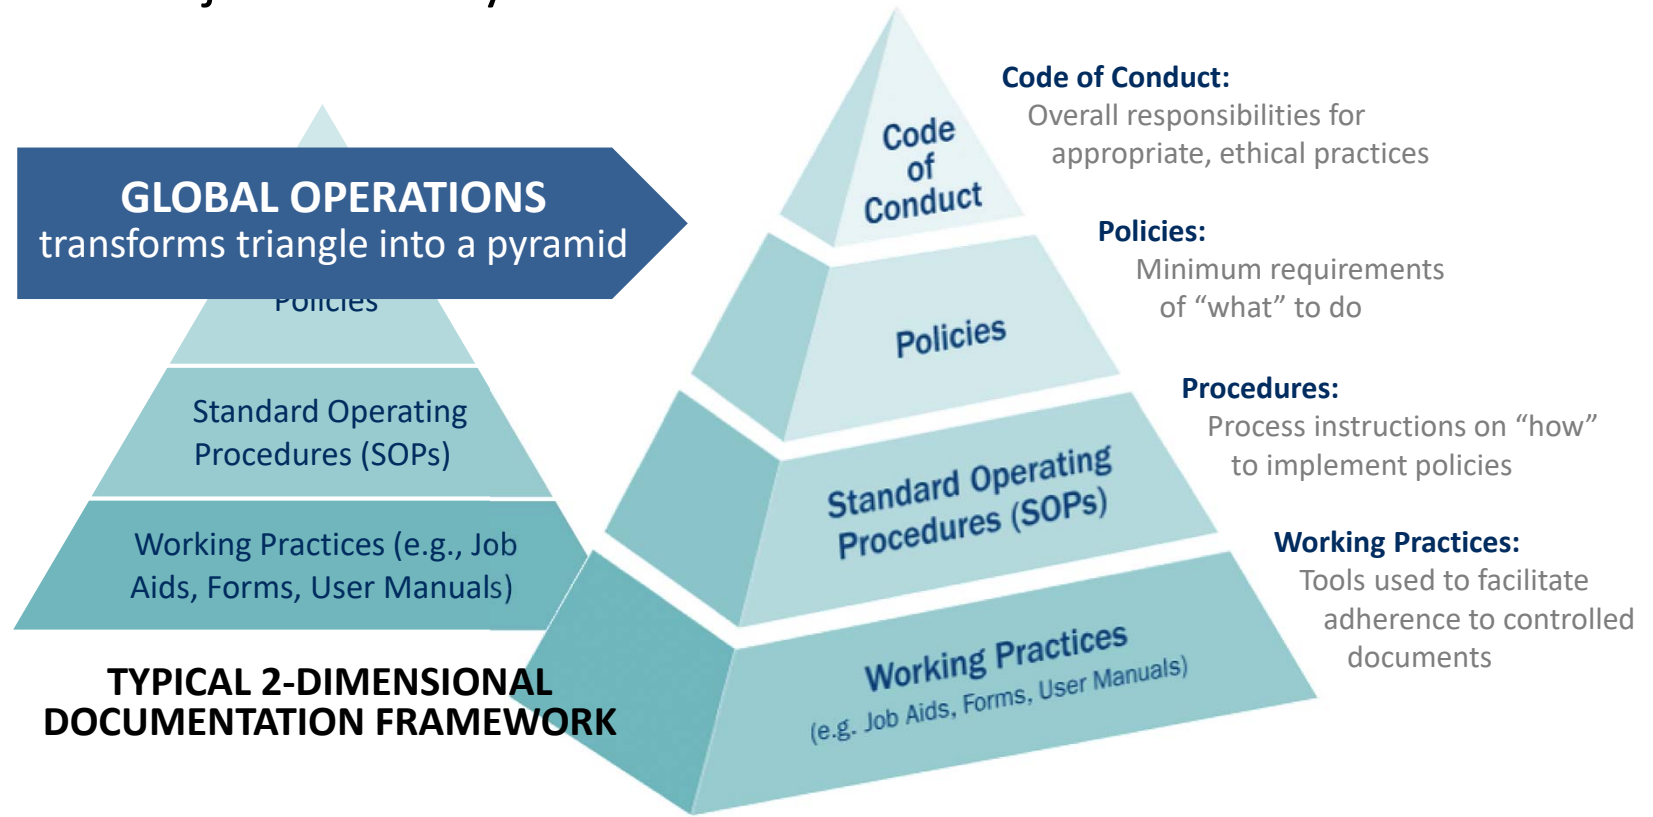 GLOBAL OPERATIONS
transforms triangle into a pyramid
Policies
Standard Operating
Procedures (SOPs)
Working Practices (e.g., Job
Aids, Forms, User Manuals)
TYPICAL 2-DIMENSIONAL
DOCUMENTATION FRAMEWORK
Code
of
Conduct
Policies
Standard Operating
Procedures (SOPs)
Working Practices
(e.g. Job Aids, Forms, User Manuals)
Code of Conduct:
Overall responsibilities for
appropriate, ethical practices
Policies:
Minimum requirements
of “what” to do
Procedures:
Process instructions on “how”
to implement policies
Working Practices:
Tools used to facilitate
adherence to controlled
documents